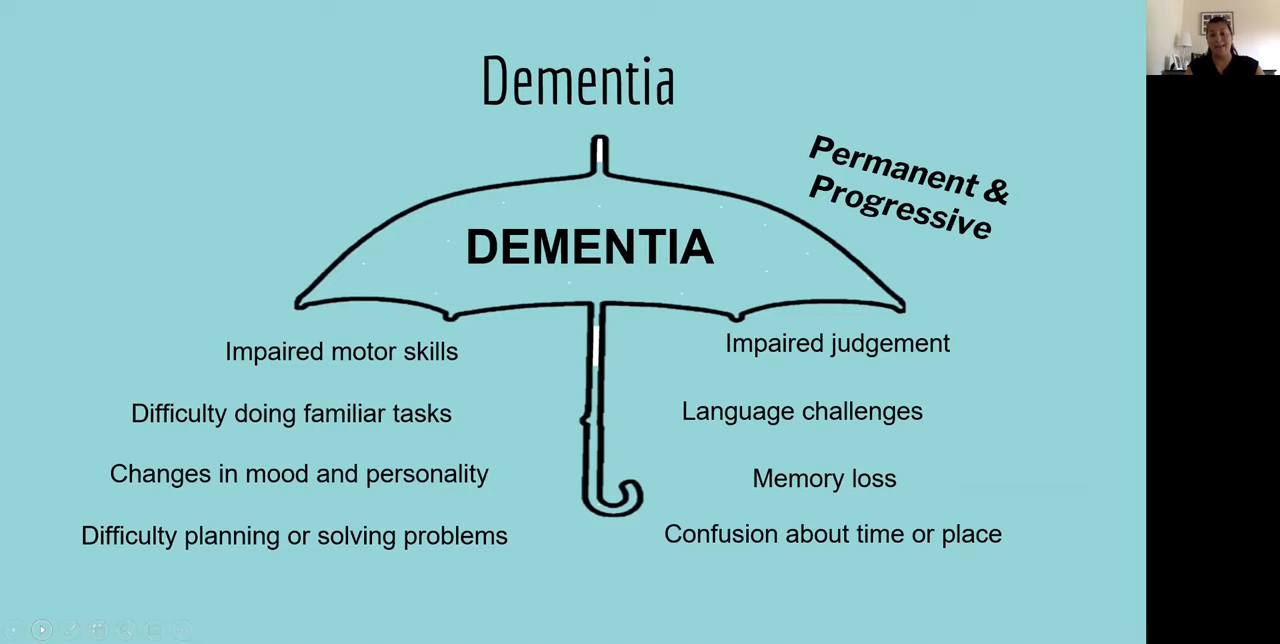 Dementia
Permanent &
Progressive
DEMENTIA
Impaired motor skills
Impaired judgement
Difficulty doing familiar tasks
Language challenges
Changes in mood and personality
Memory loss
Difficulty planning or solving problems
Confusion about time or place